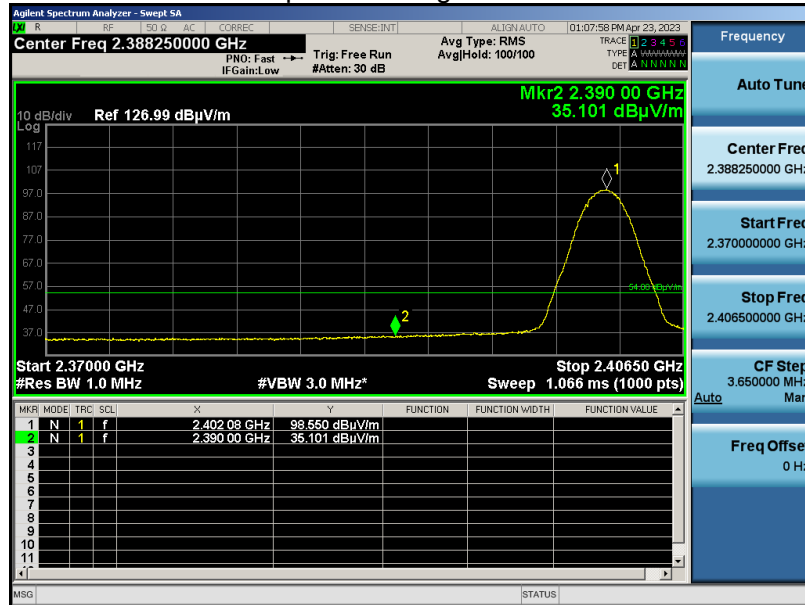 Agilent Spectrum Analyzer - Swept SA
LXI R RF 50 Ω AC CORREC SENSE:INT ALIGN AUTO 01:07:58 PM Apr 23, 2023
Center Freq 2.388250000 GHz
PNO: Fast
IFGain:Low
Trig: Free Run
#Atten: 30 dB
Avg Type: RMS
Avg|Hold: 100/100
TRACE 1 2 3 4 5 6
TYPE A WWWWW
DET A N N N N N
Mkr2 2.390 00 GHz
35.101 dBµV/m
10 dB/div Ref 126.99 dBµV/m
Log
117
107
97.0
87.0
77.0
67.0
57.0
47.0
37.0
1
2
54.00 dBµV/m
Start 2.37000 GHz Stop 2.40650 GHz
#Res BW 1.0 MHz #VBW 3.0 MHz* Sweep 1.066 ms (1000 pts)
MKR MODE TRC SCL X Y FUNCTION FUNCTION WIDTH FUNCTION VALUE
1 N 1 f 2.402 08 GHz 98.550 dBµV/m
2 N 1 f 2.390 00 GHz 35.101 dBµV/m
3
4
5
6
7
8
9
10
11
MSG STATUS
Frequency
Auto Tune
Center Freq
2.388250000 GHz
Start Freq
2.370000000 GHz
Stop Freq
2.406500000 GHz
CF Step
3.650000 MHz
Auto Man
Freq Offset
0 Hz